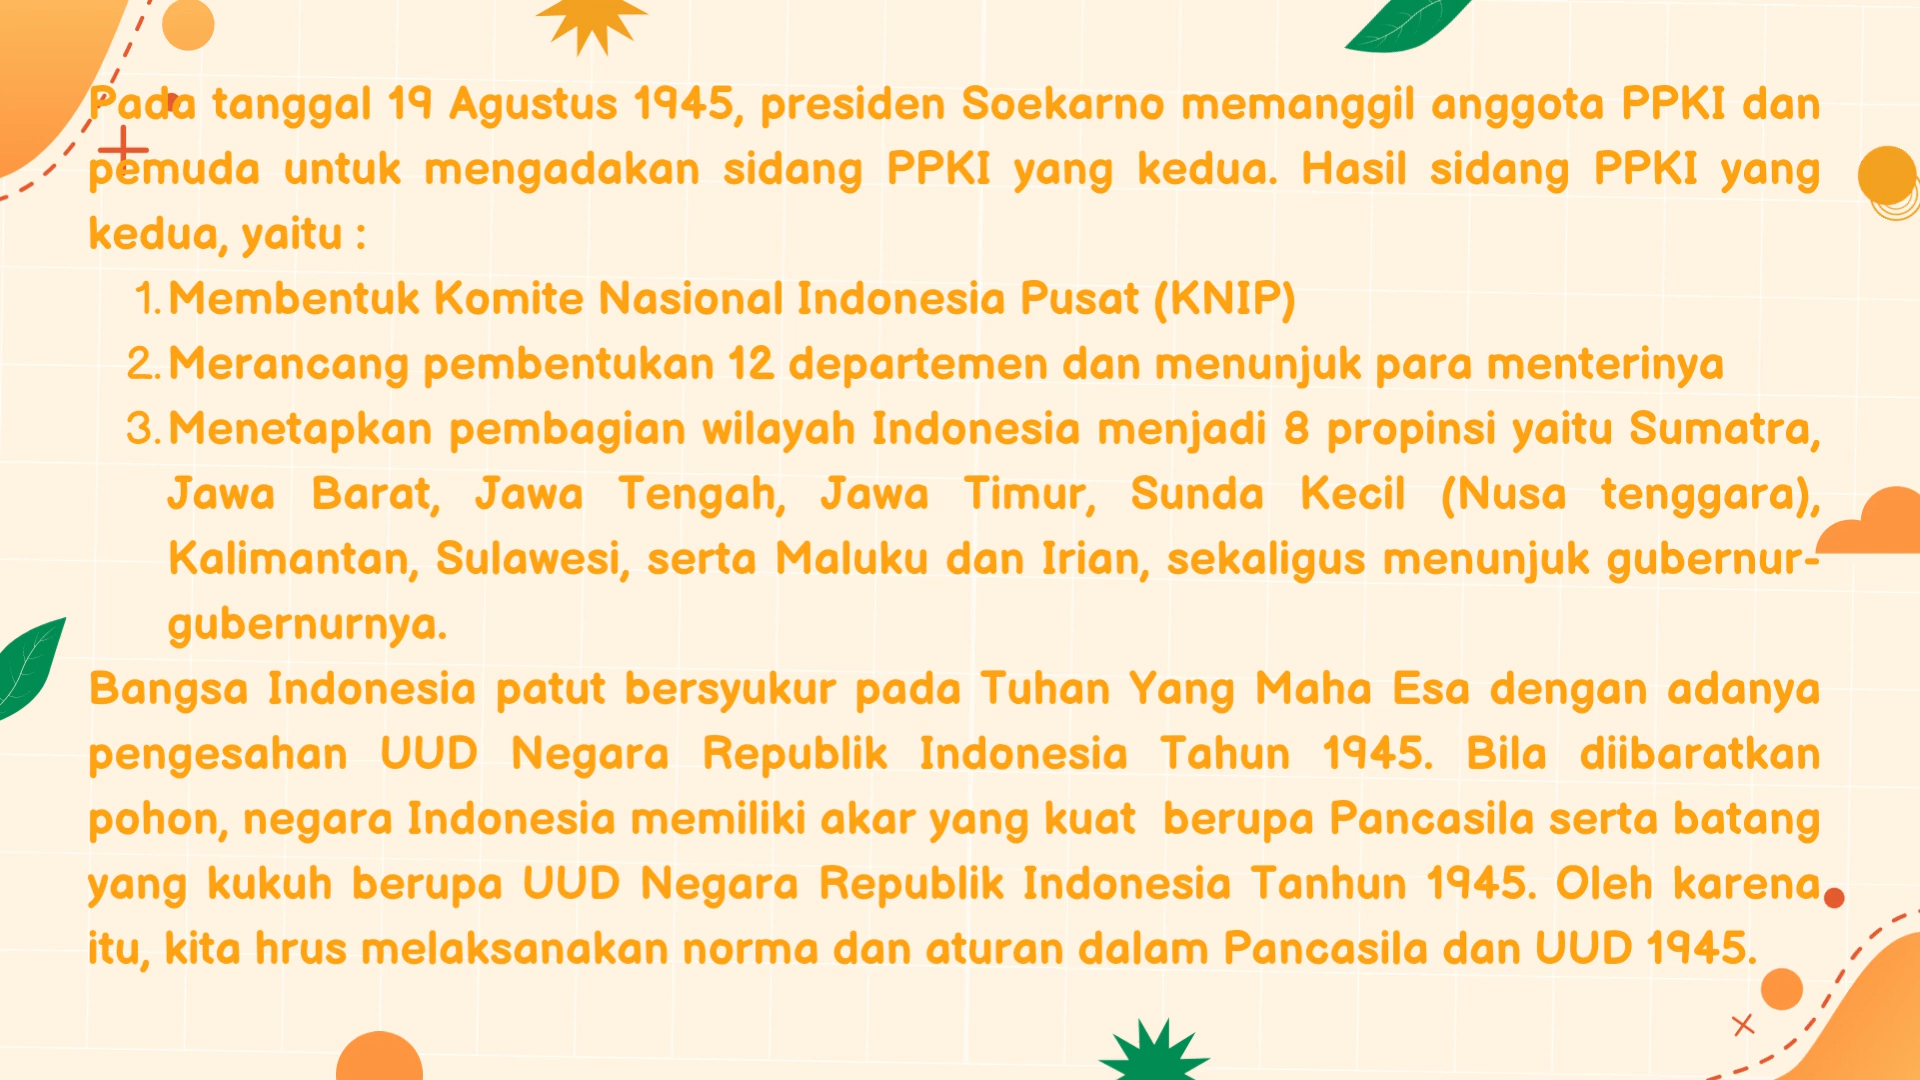 Pada tanggal 19 Agustus 1945, presiden Soekarno memanggil anggota PPKI dan
pemuda untuk mengadakan sidang PPKI yang kedua. Hasil sidang PPKI yang
kedua, yaitu :
1. Membentuk Komite Nasional Indonesia Pusat (KNIP)
2. Merancang pembentukan 12 departemen dan menunjuk para menterinya
3. Menetapkan pembagian wilayah Indonesia menjadi 8 propinsi yaitu Sumatra,
Jawa Barat, Jawa Tengah, Jawa Timur, Sunda Kecil (Nusa tenggara),
Kalimantan, Sulawesi, serta Maluku dan Irian, sekaligus menunjuk gubernur-
gubernurnya.
Bangsa Indonesia patut bersyukur pada Tuhan Yang Maha Esa dengan adanya
pengesahan UUD Negara Republik Indonesia Tahun 1945. Bila diibaratkan
pohon, negara Indonesia memiliki akar yang kuat berupa Pancasila serta batang
yang kukuh berupa UUD Negara Republik Indonesia Tanhun 1945. Oleh karena
itu, kita hrus melaksanakan norma dan aturan dalam Pancasila dan UUD 1945.